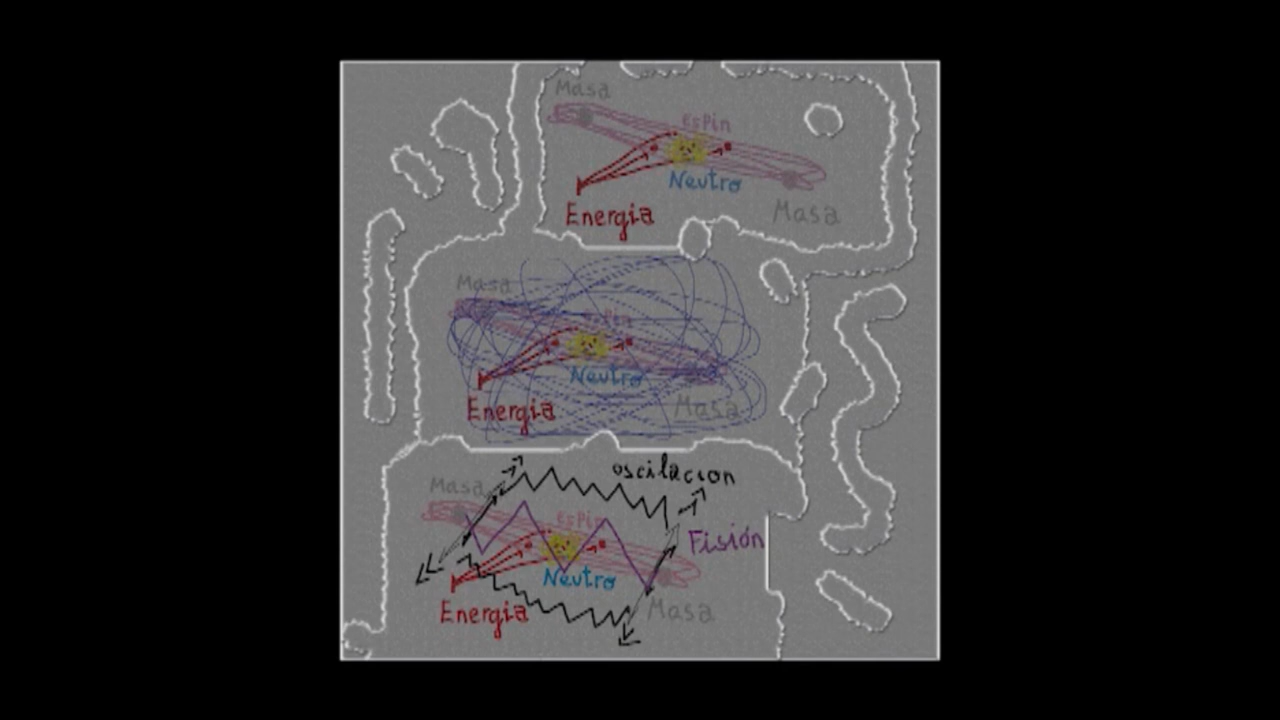 Masa
Espin
Neutro
Energia
Masa
Masa
Neutro
Energia
Masa
oscilacion
Masa
Espin
Fisión
Neutro
Energia
Masa